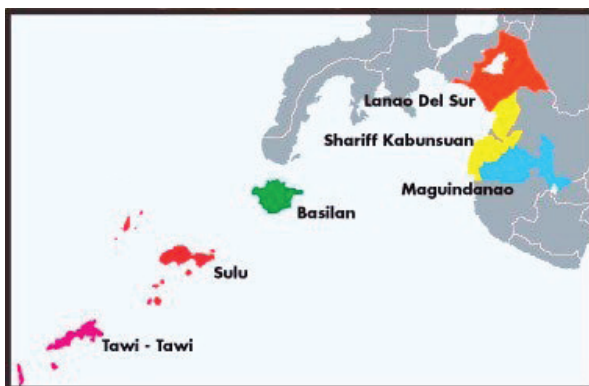 Lanao Del Sur
Shariff Kabunsuan
Maguindanao
Basilan
Sulu
Tawi - Tawi